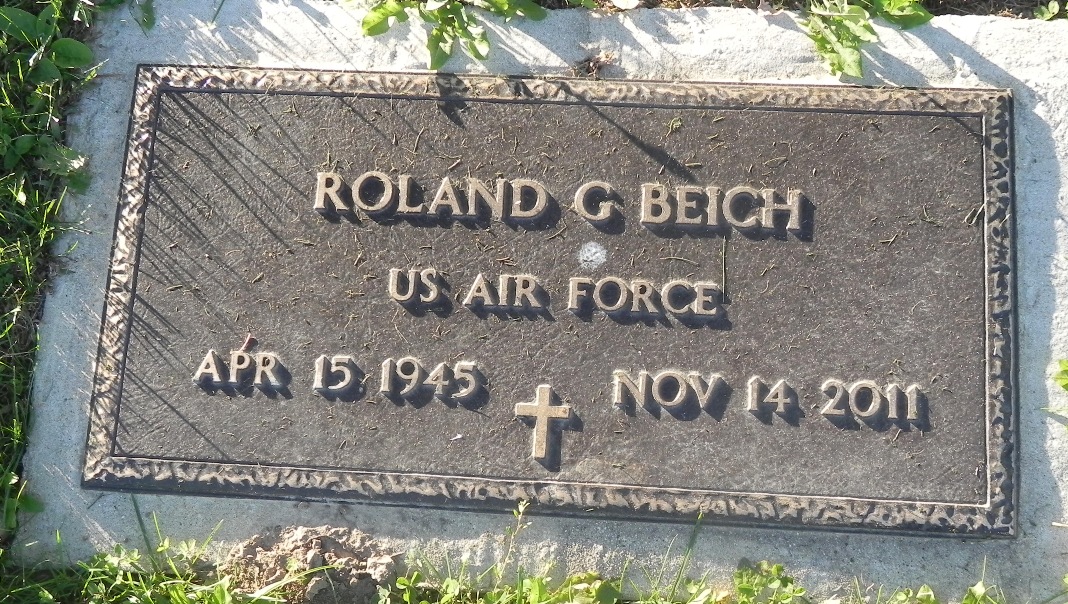 ROLAND G BEICH
US AIR FORCE
APR 15 1945 NOV 14 2011